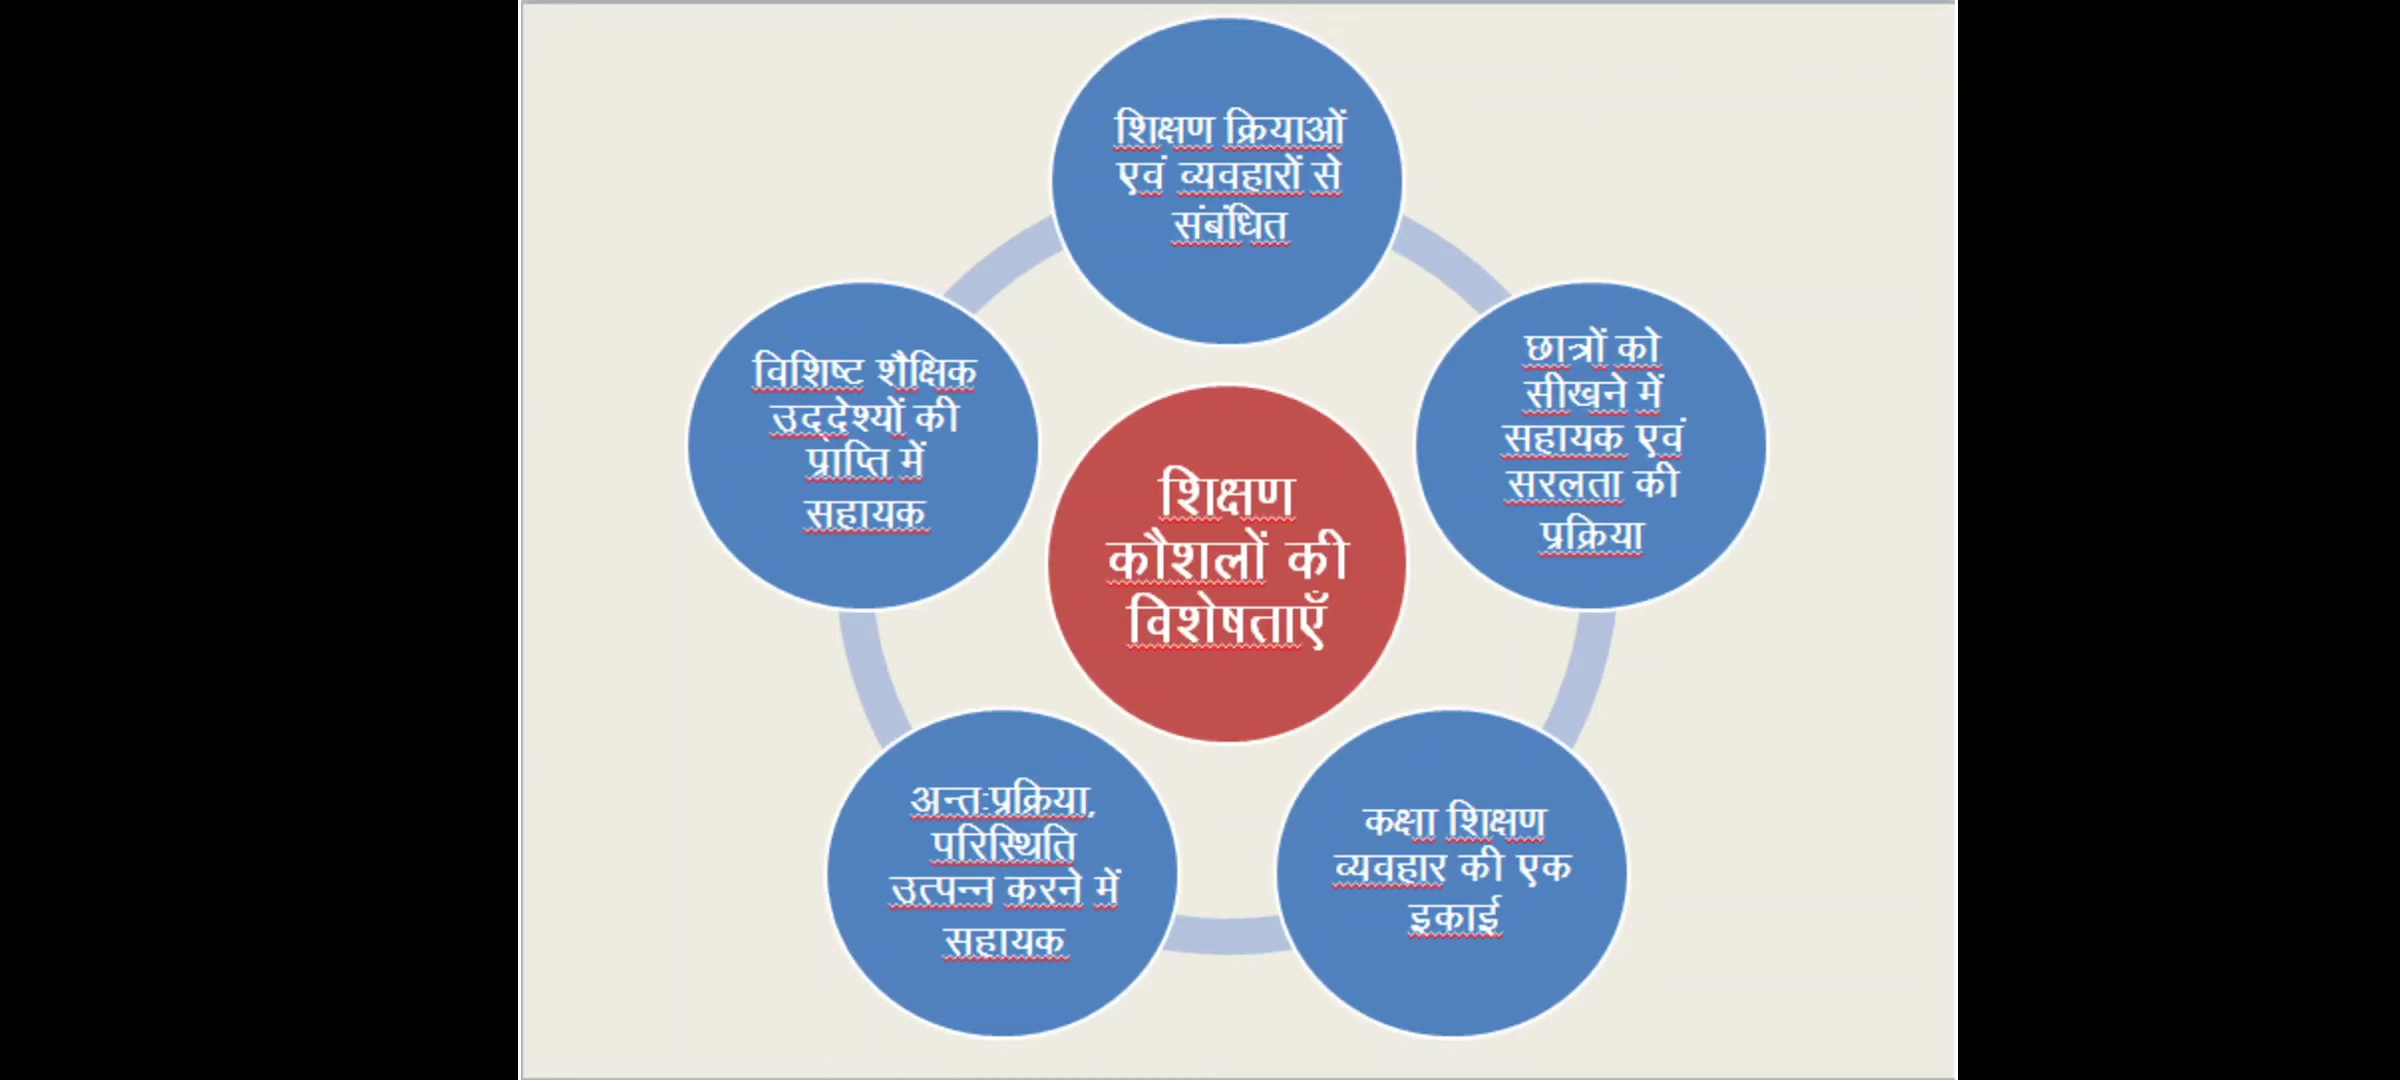 शिक्षण क्रियाओं
एवं व्यवहारों से
संबंधित
छात्रों को
सीखने में
सहायक एवं
सरलता की
प्रक्रिया
कक्षा शिक्षण
व्यवहार की एक
इकाई
अन्त:प्रक्रिया,
परिस्थिति
उत्पन्न करने में
सहायक
विशिष्ट शैक्षिक
उद्देश्यों की
प्राप्ति में
सहायक
शिक्षण
कौशलों की
विशेषताएँ